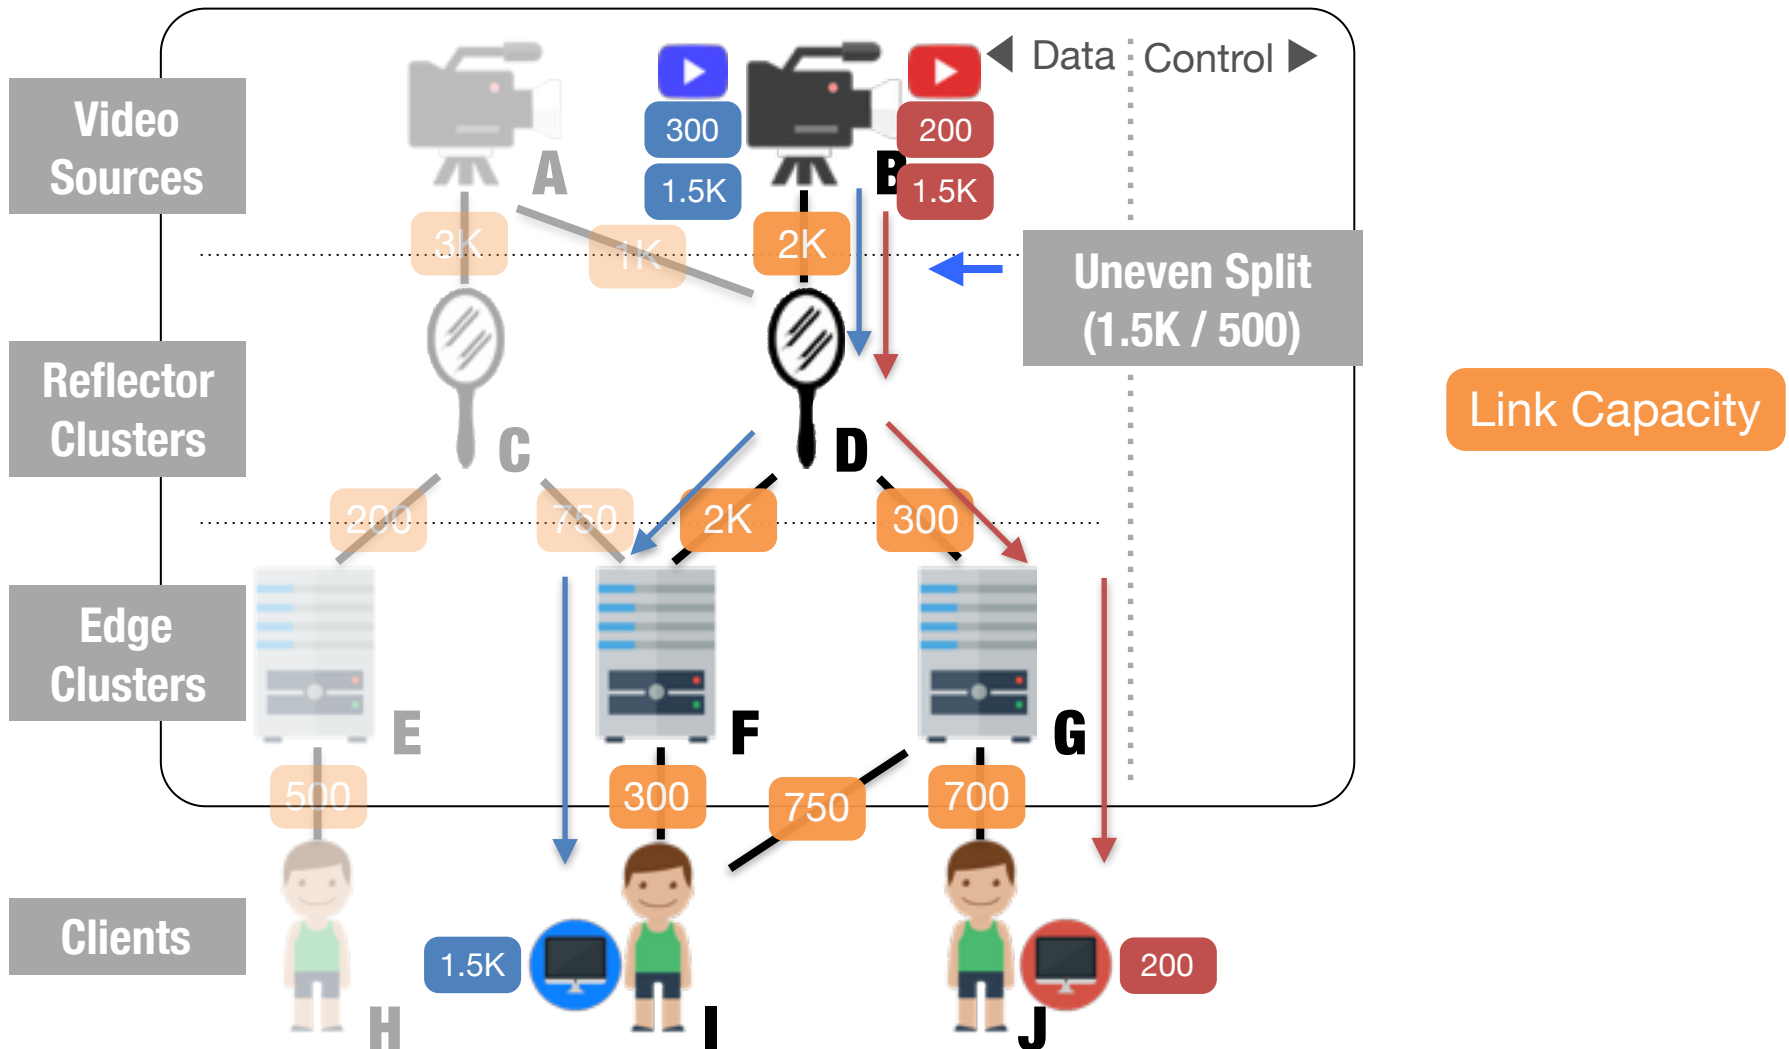 Data
Control
Video
Sources
300
200
1.5K
1.5K
A
B
3K
1K
2K
Uneven Split
(1.5K / 500)
Reflector
Clusters
Link Capacity
C
D
200
750
2K
300
Edge
Clusters
E
F
G
500
300
750
700
Clients
1.5K
200
H
I
J